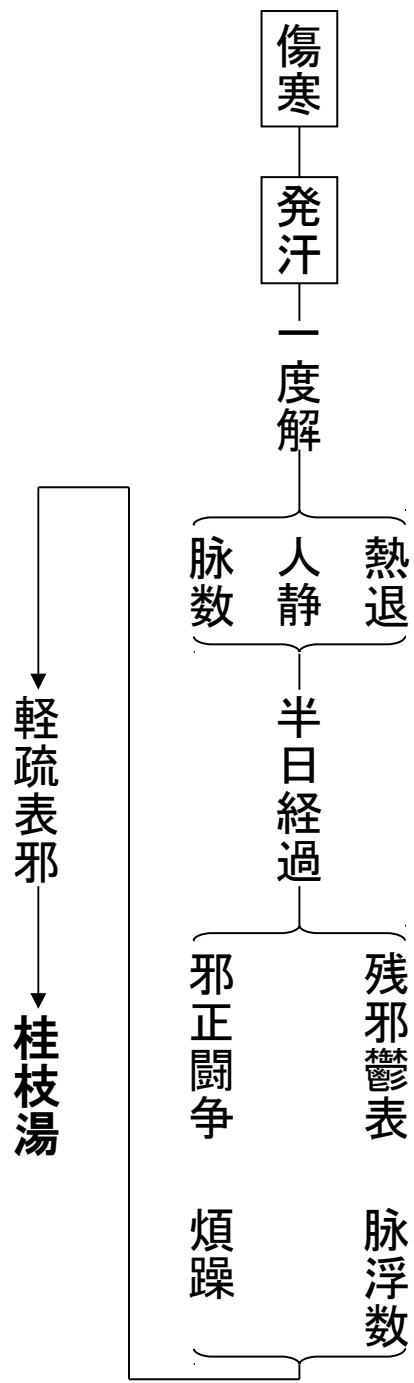 傷寒
発汗
一度解
熱退
人静
脉数
半日経過
残邪鬱表
脉浮数
邪正闘争
煩躁
軽疏表邪
桂枝湯